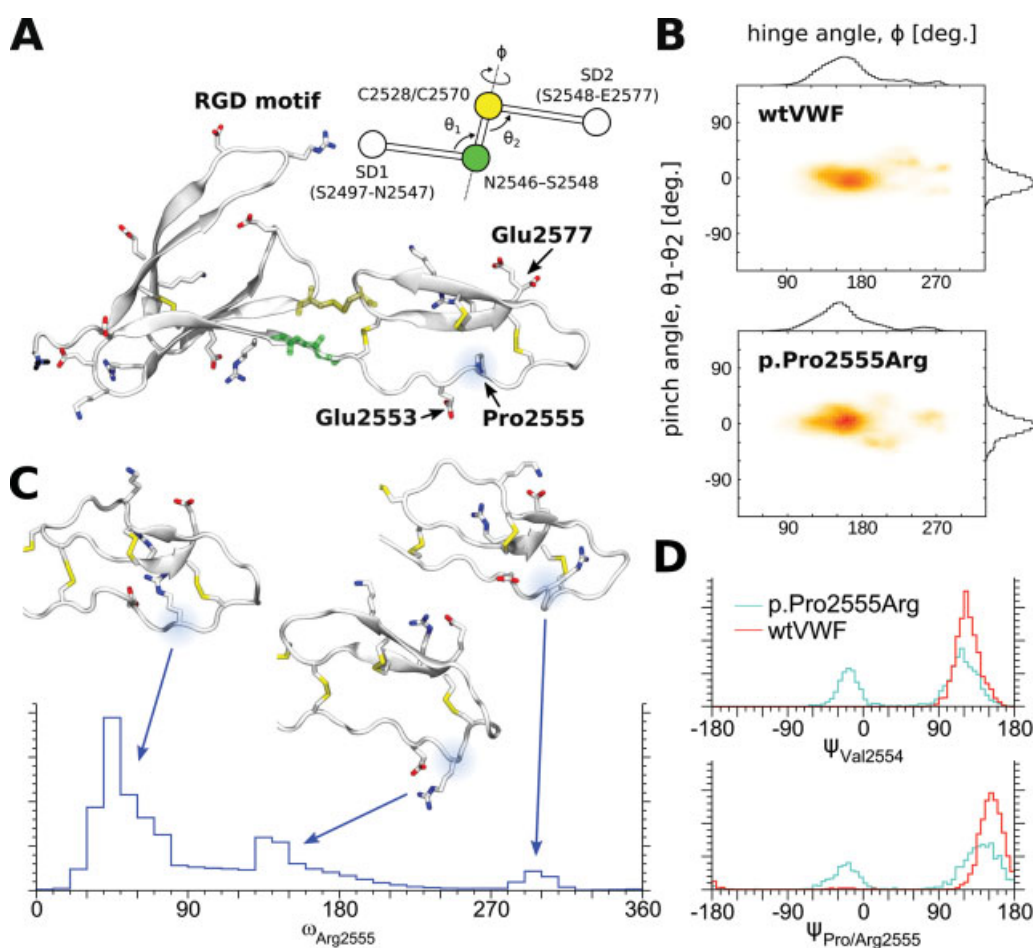 A
RGD motif
ϕ
C2528/C2570
SD2
(S2548-E2577)
θ1
θ2
SD1
(S2497-N2547)
N2546–S2548
Glu2577
Glu2553
Pro2555
B
hinge angle, ϕ [deg.]
pinch angle, θ1-θ2 [deg.]
wtVWF
90
0
-90
90 180 270
p.Pro2555Arg
90
0
-90
90 180 270
C
0 90 180 270 360
ωArg2555
D
p.Pro2555Arg
wtVWF
-180 -90 0 90 180
ψVal2554
-180 -90 0 90 180
ψPro/Arg2555